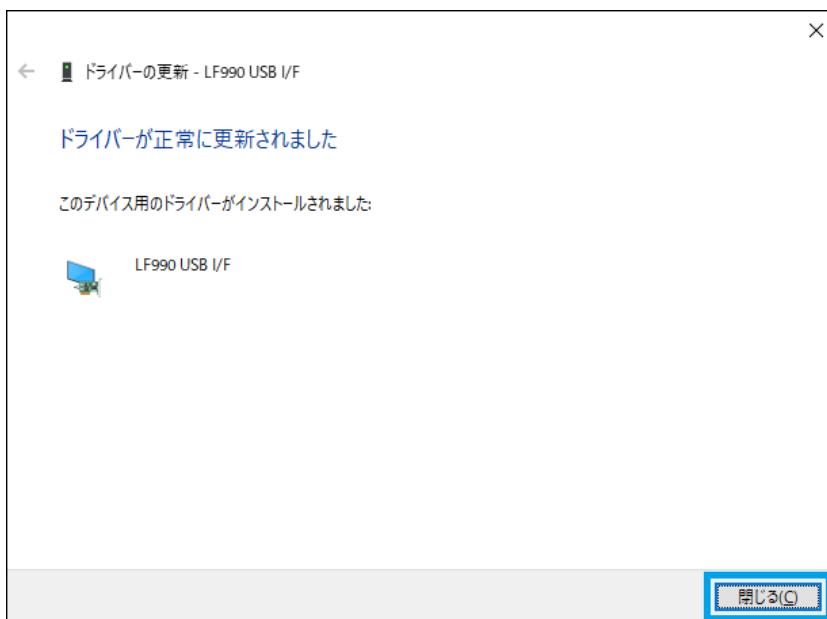 ドライバーの更新 - LF990 USB I/F
ドライバーが正常に更新されました
このデバイス用のドライバーがインストールされました:
LF990 USB I/F
閉じる(C)